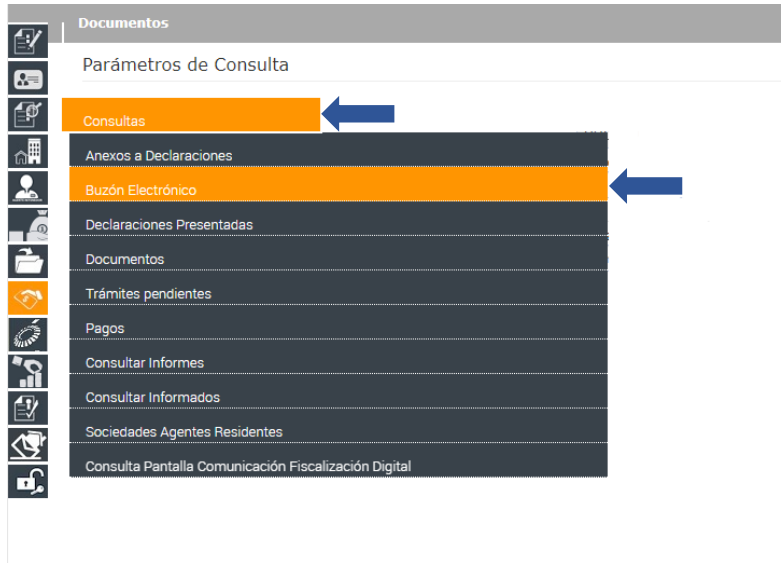 Documentos
Parámetros de Consulta
Consultas
Anexos a Declaraciones
Buzón Electrónico
Declaraciones Presentadas
Documentos
Trámites pendientes
Pagos
Consultar Informes
Consultar Informados
Sociedades Agentes Residentes
Consulta Pantalla Comunicación Fiscalización Digital